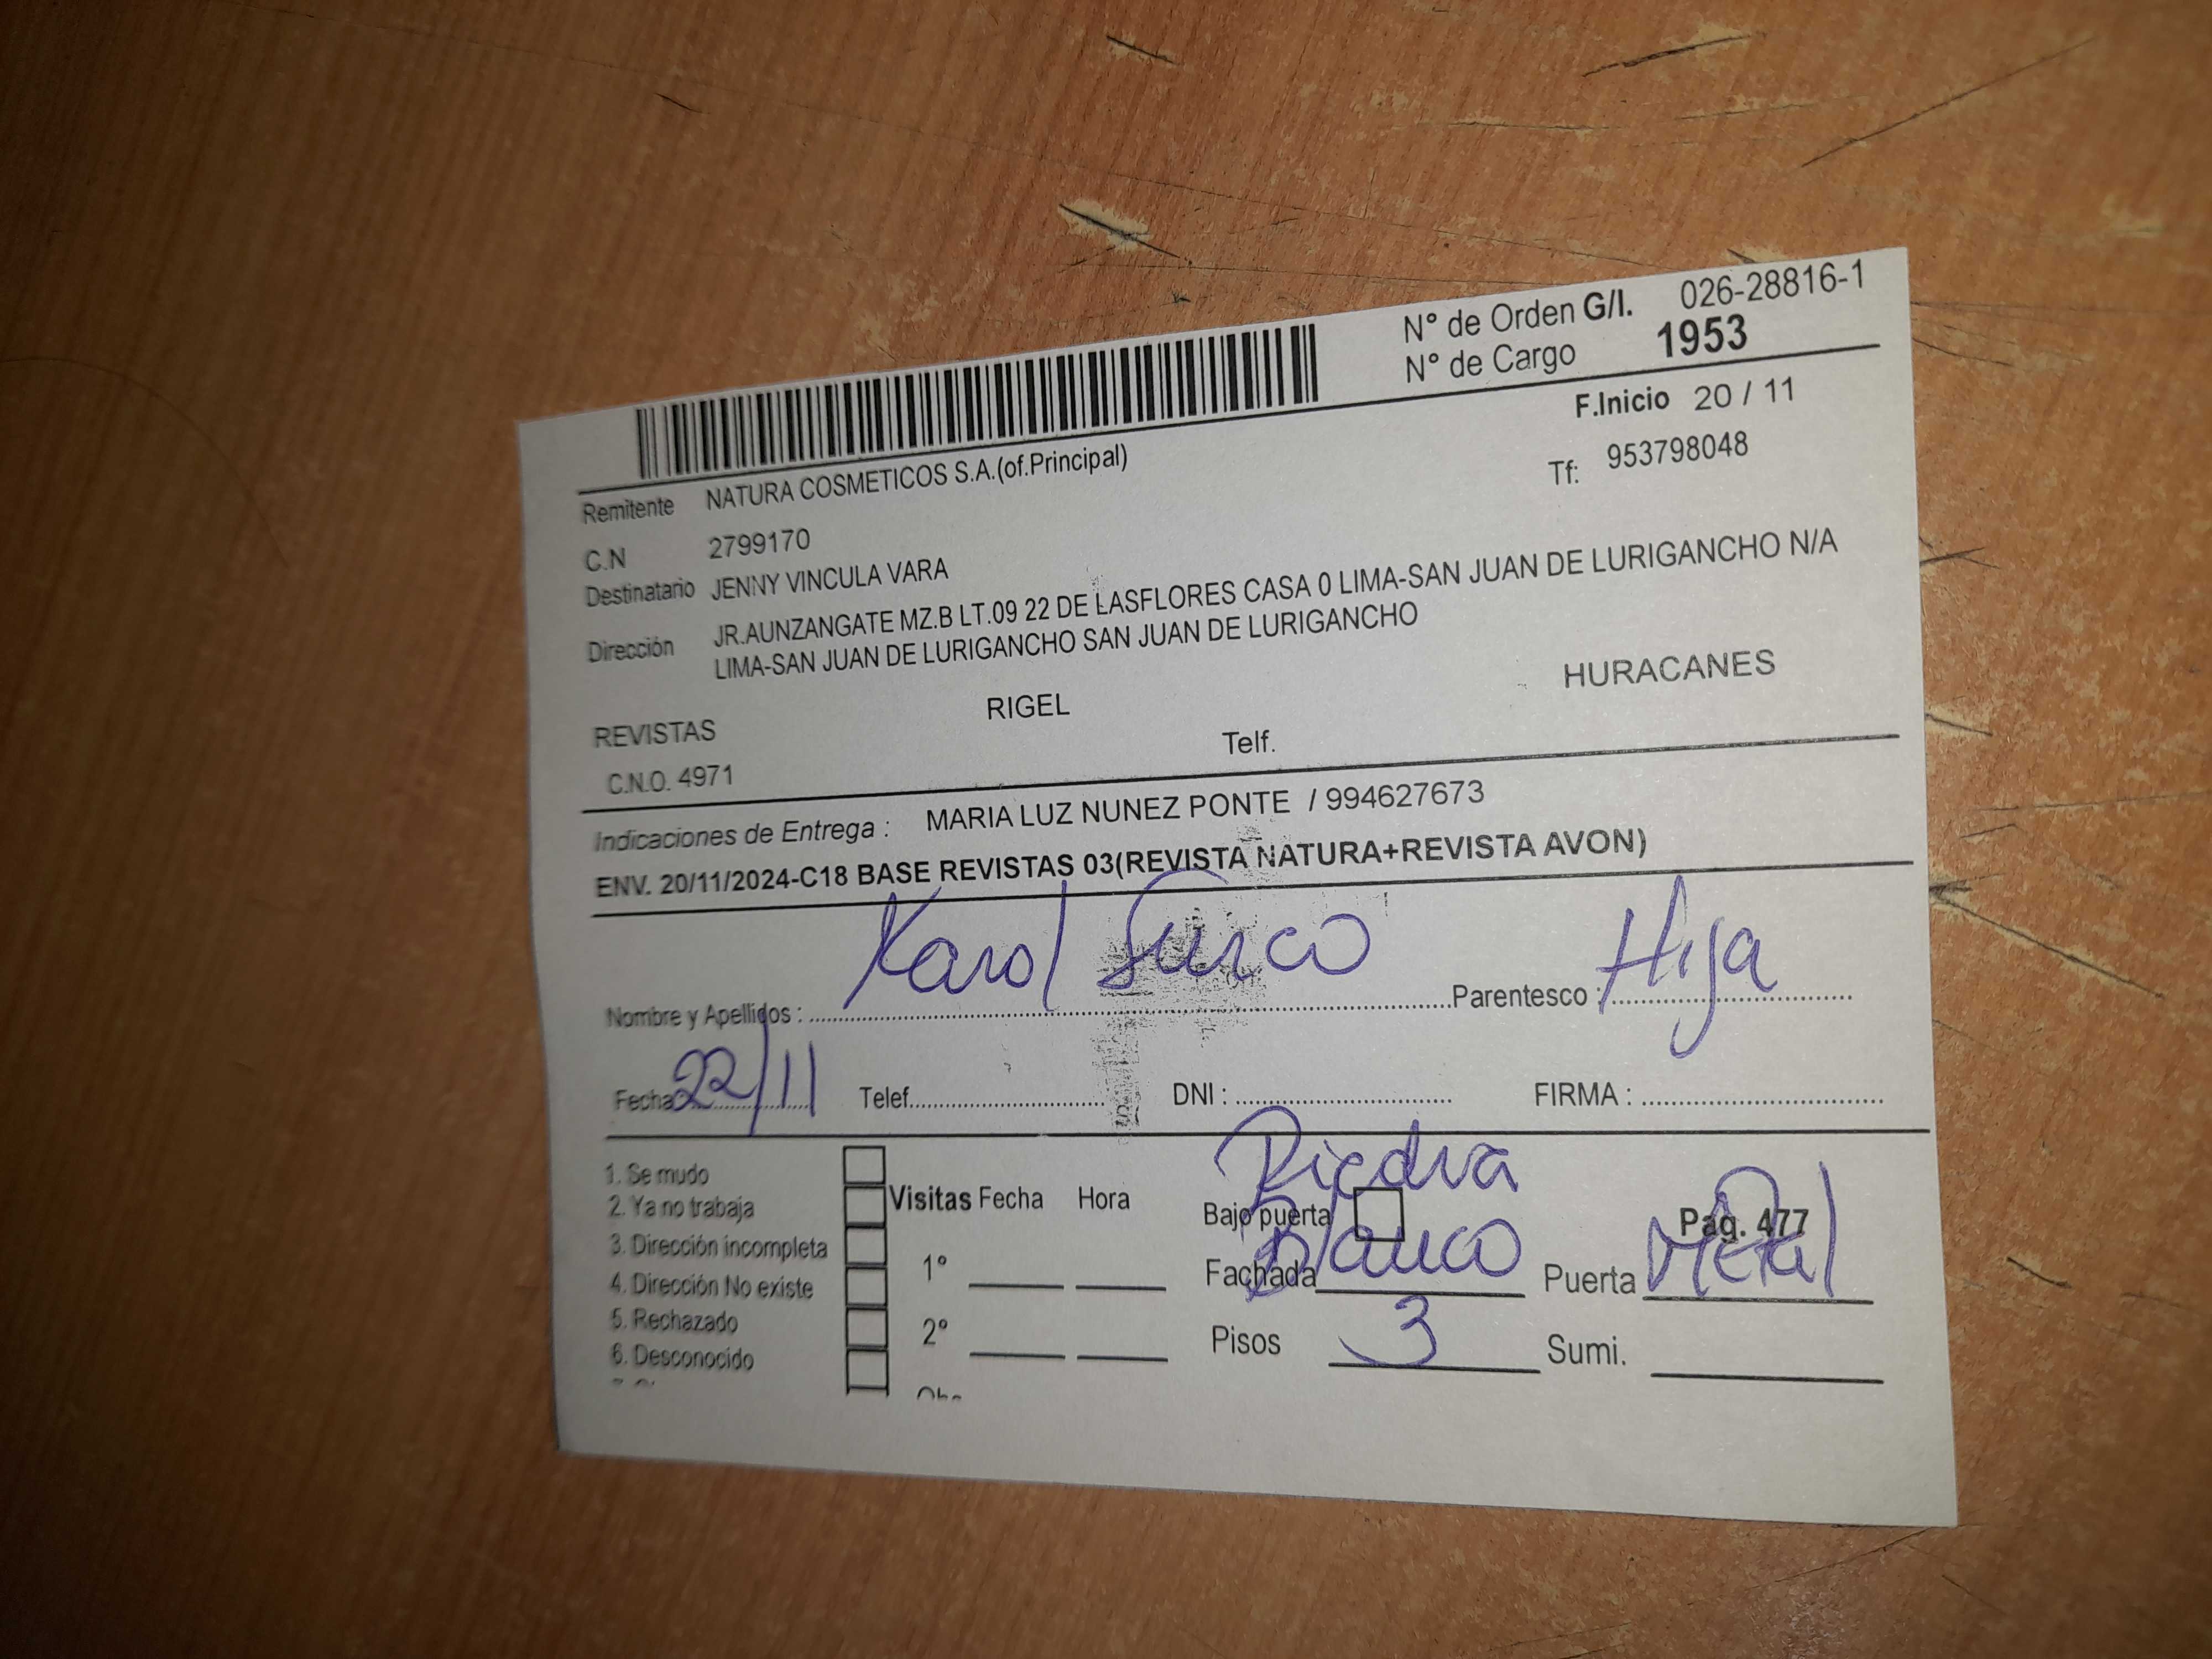 N° de Orden G/I. 026-28816-1
N° de Cargo 1953
F.Inicio 20 / 11
Remitente NATURA COSMETICOS S.A.(of.Principal)
Tf: 953798048
C.N 2799170
Destinatario JENNY VINCULA VARA
Dirección JR.AUNZANGATE MZ.B LT.09 22 DE LASFLORES CASA 0 LIMA-SAN JUAN DE LURIGANCHO N/A
LIMA-SAN JUAN DE LURIGANCHO SAN JUAN DE LURIGANCHO
REVISTAS RIGEL HURACANES
C.N.O. 4971 Telf.
Indicaciones de Entrega : MARIA LUZ NUNEZ PONTE / 994627673
ENV. 20/11/2024-C18 BASE REVISTAS 03(REVISTA NATURA+REVISTA AVON)
Nombre y Apellidos : Karol Surco Parentesco : Hija
Fecha 22/11 Telef. DNI : FIRMA :
1. Se mudo
2. Ya no trabaja
3. Dirección incompleta
4. Dirección No existe
5. Rechazado
6. Desconocido
Visitas Fecha Hora
1°
2°
Piedra
Bajo puerta Pag. 477
Fachada Blanco Puerta Metal
Pisos 3 Sumi.